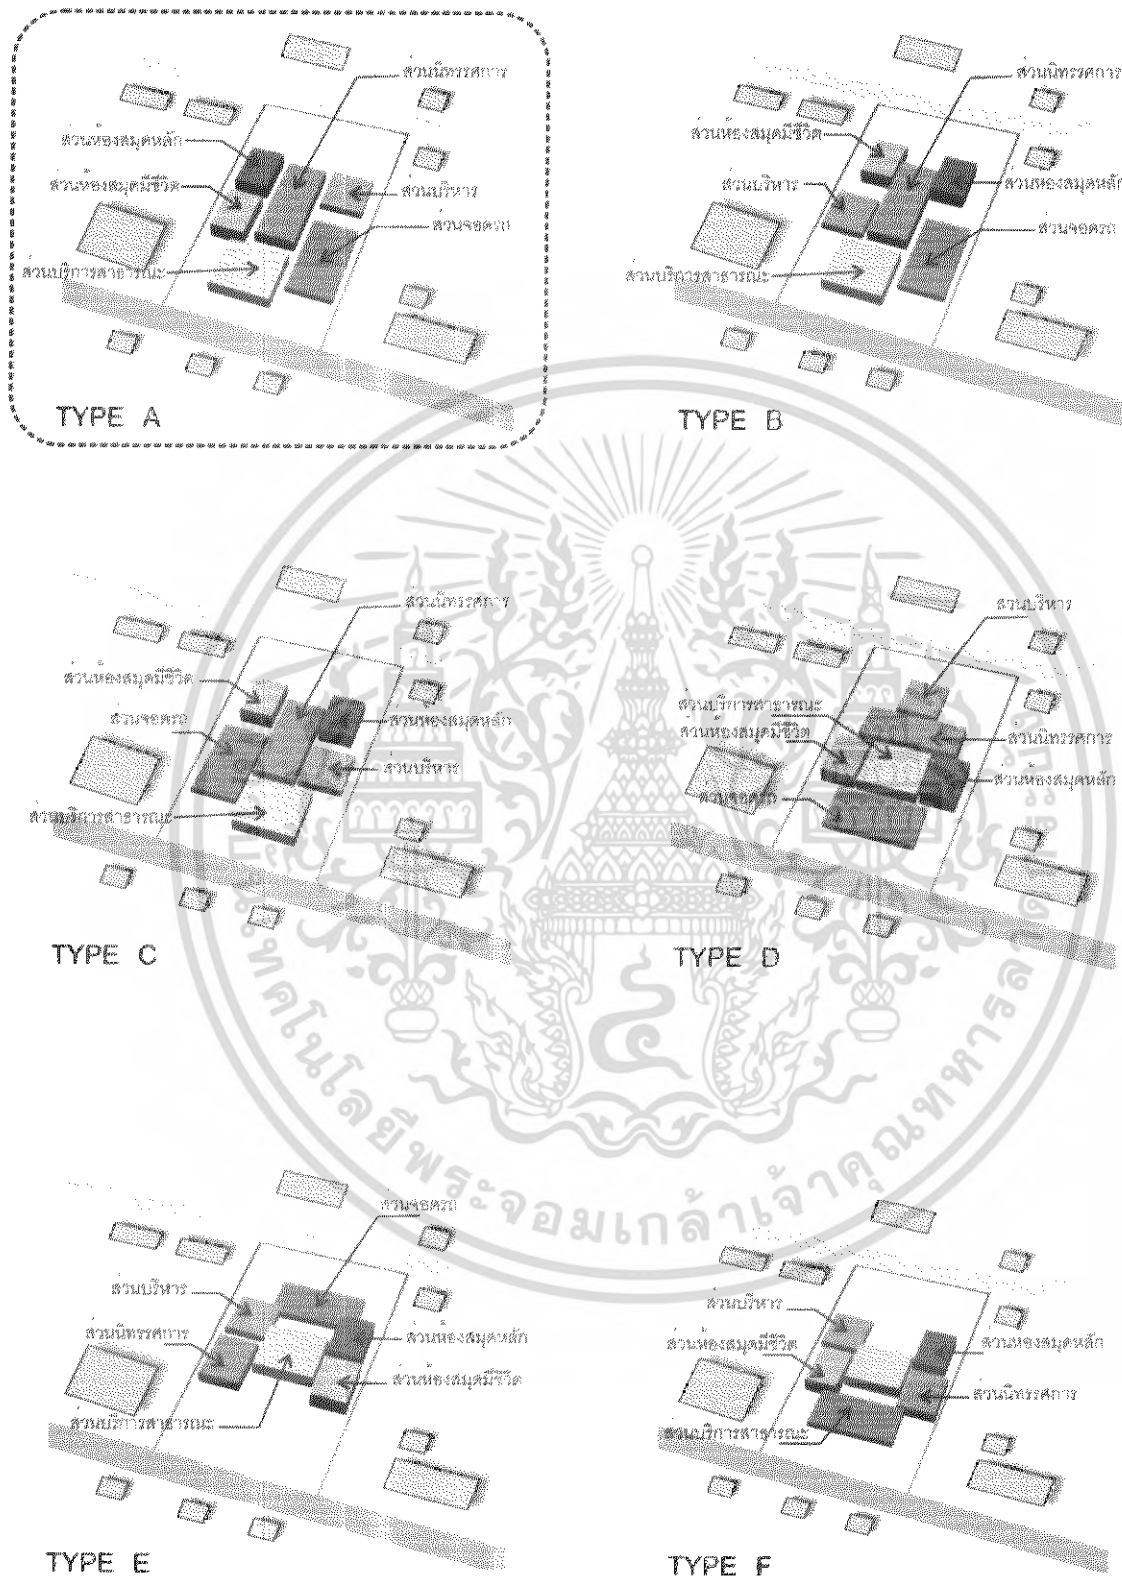 ส่วนนิทรรศการ
ส่วนห้องสมุดหลัก
ส่วนห้องสมุดมีชีวิต
ส่วนบริหาร
ส่วนจอดรถ
ส่วนบริการสาธารณะ
TYPE A
ส่วนนิทรรศการ
ส่วนห้องสมุดมีชีวิต
ส่วนบริหาร
ส่วนห้องสมุดหลัก
ส่วนจอดรถ
ส่วนบริการสาธารณะ
TYPE B
ส่วนนิทรรศการ
ส่วนห้องสมุดมีชีวิต
ส่วนจอดรถ
ส่วนห้องสมุดหลัก
ส่วนบริหาร
ส่วนบริการสาธารณะ
TYPE C
ส่วนบริหาร
ส่วนบริการสาธารณะ
ส่วนห้องสมุดมีชีวิต
ส่วนนิทรรศการ
ส่วนห้องสมุดหลัก
ส่วนจอดรถ
TYPE D
ส่วนจอดรถ
ส่วนบริหาร
ส่วนนิทรรศการ
ส่วนห้องสมุดหลัก
ส่วนห้องสมุดมีชีวิต
ส่วนบริการสาธารณะ
TYPE E
ส่วนบริหาร
ส่วนห้องสมุดมีชีวิต
ส่วนห้องสมุดหลัก
ส่วนนิทรรศการ
ส่วนบริการสาธารณะ
TYPE F